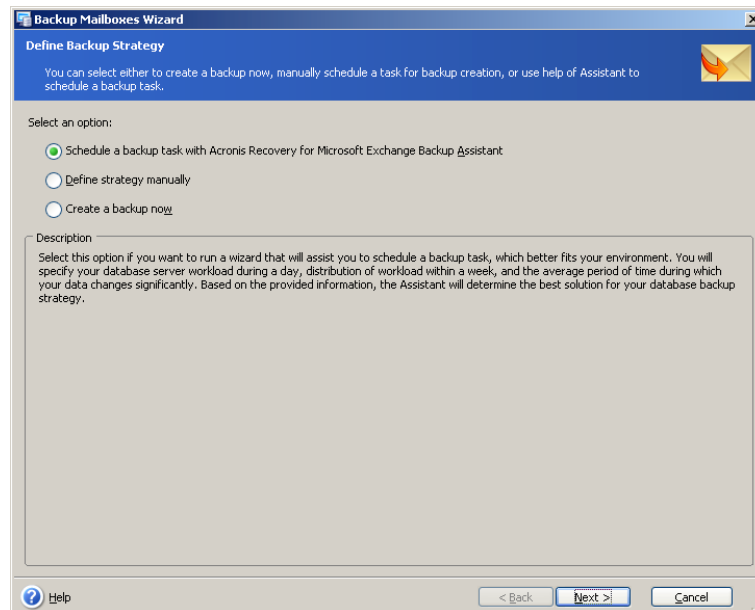 Backup Mailboxes Wizard
Define Backup Strategy
You can select either to create a backup now, manually schedule a task for backup creation, or use help of Assistant to
schedule a backup task.
Select an option:
Schedule a backup task with Acronis Recovery for Microsoft Exchange Backup Assistant
Define strategy manually
Create a backup now
Description
Select this option if you want to run a wizard that will assist you to schedule a backup task, which better fits your environment. You will
specify your database server workload during a day, distribution of workload within a week, and the average period of time during which
your data changes significantly. Based on the provided information, the Assistant will determine the best solution for your database backup
strategy.
Help
< Back
Next >
Cancel